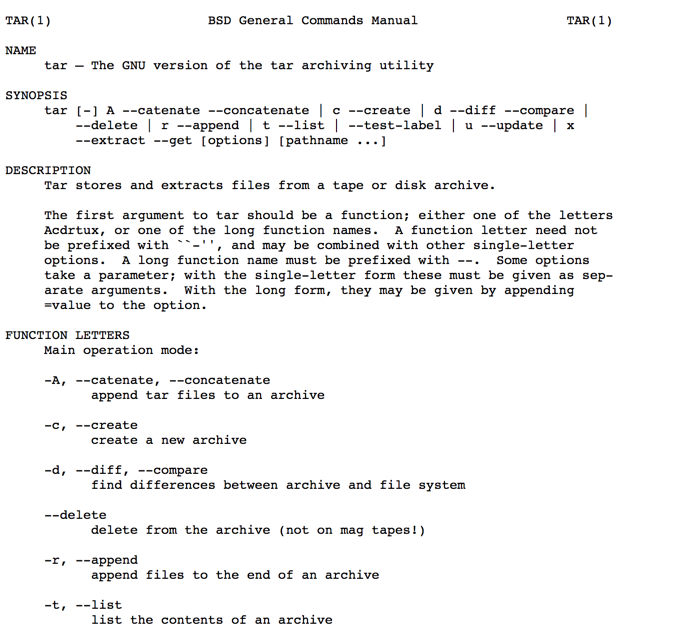 TAR(1) BSD General Commands Manual TAR(1)
NAME
tar — The GNU version of the tar archiving utility
SYNOPSIS
tar [-] A --catenate --concatenate | c --create | d --diff --compare |
--delete | r --append | t --list | --test-label | u --update | x
--extract --get [options] [pathname ...]
DESCRIPTION
Tar stores and extracts files from a tape or disk archive.
The first argument to tar should be a function; either one of the letters
Acdrtux, or one of the long function names. A function letter need not
be prefixed with ``-'', and may be combined with other single-letter
options. A long function name must be prefixed with --. Some options
take a parameter; with the single-letter form these must be given as sep-
arate arguments. With the long form, they may be given by appending
=value to the option.
FUNCTION LETTERS
Main operation mode:
-A, --catenate, --concatenate
append tar files to an archive
-c, --create
create a new archive
-d, --diff, --compare
find differences between archive and file system
--delete
delete from the archive (not on mag tapes!)
-r, --append
append files to the end of an archive
-t, --list
list the contents of an archive